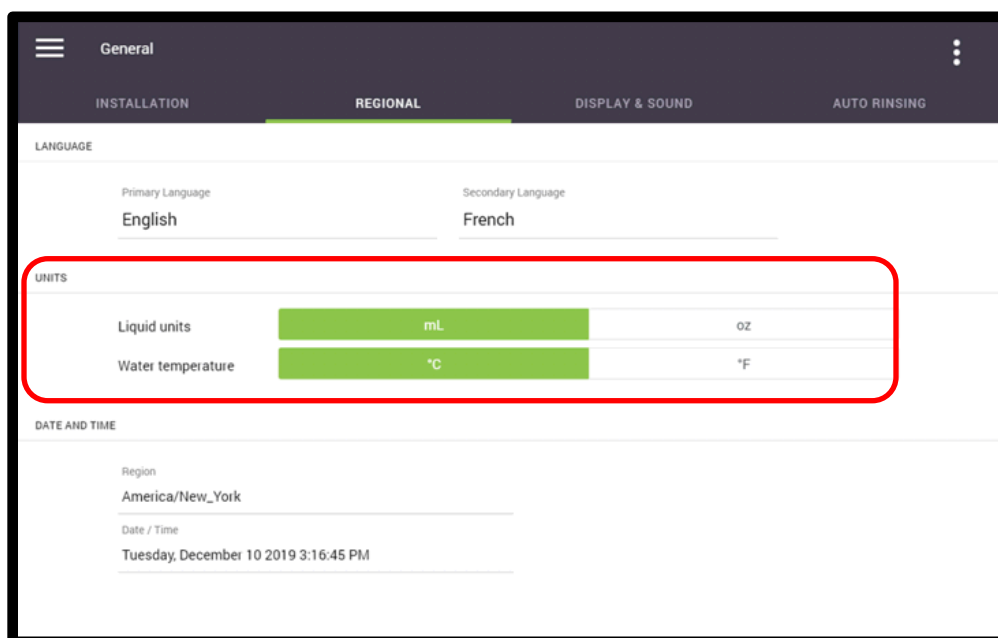 General
INSTALLATION REGIONAL DISPLAY & SOUND AUTO RINSING
LANGUAGE
Primary Language Secondary Language
English French
UNITS
Liquid units mL oz
Water temperature °C °F
DATE AND TIME
Region
America/New_York
Date / Time
Tuesday, December 10 2019 3:16:45 PM